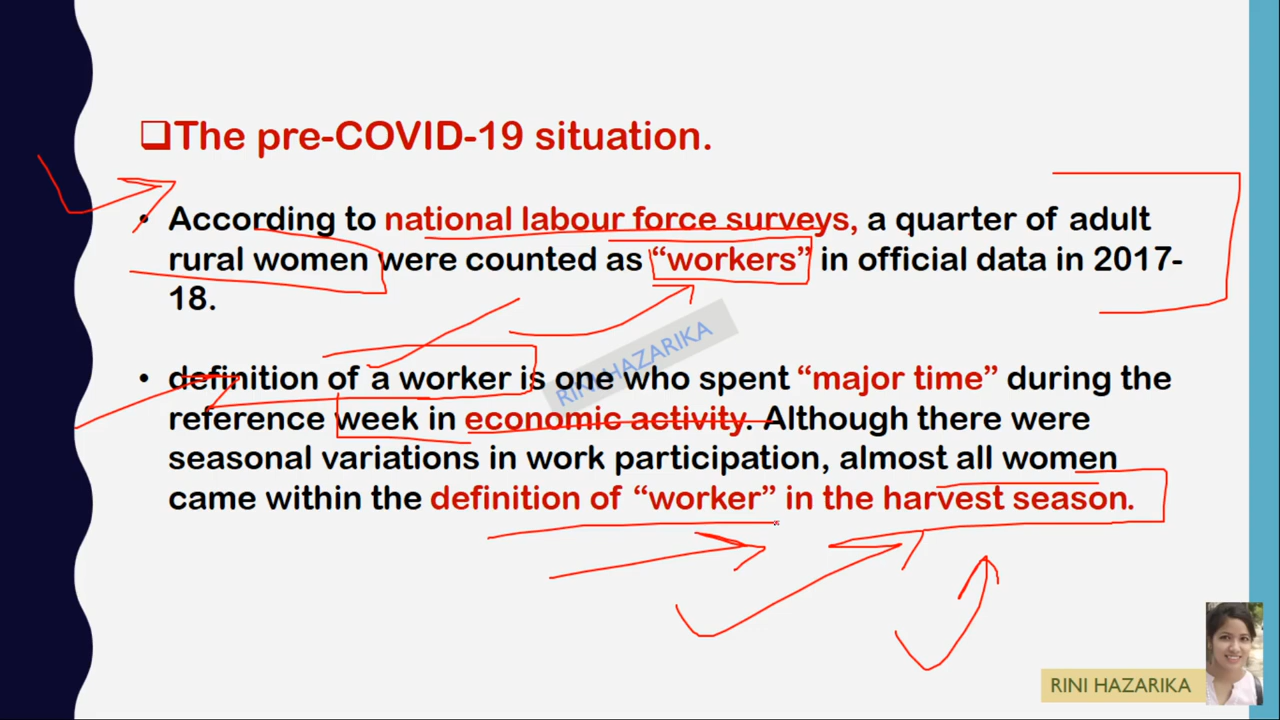 ❑The pre-COVID-19 situation.
• According to national labour force surveys, a quarter of adult
rural women were counted as “workers” in official data in 2017-
18.
• definition of a worker is one who spent “major time” during the
reference week in economic activity. Although there were
seasonal variations in work participation, almost all women
came within the definition of “worker” in the harvest season.
RINI HAZARIKA
RINI HAZARIKA